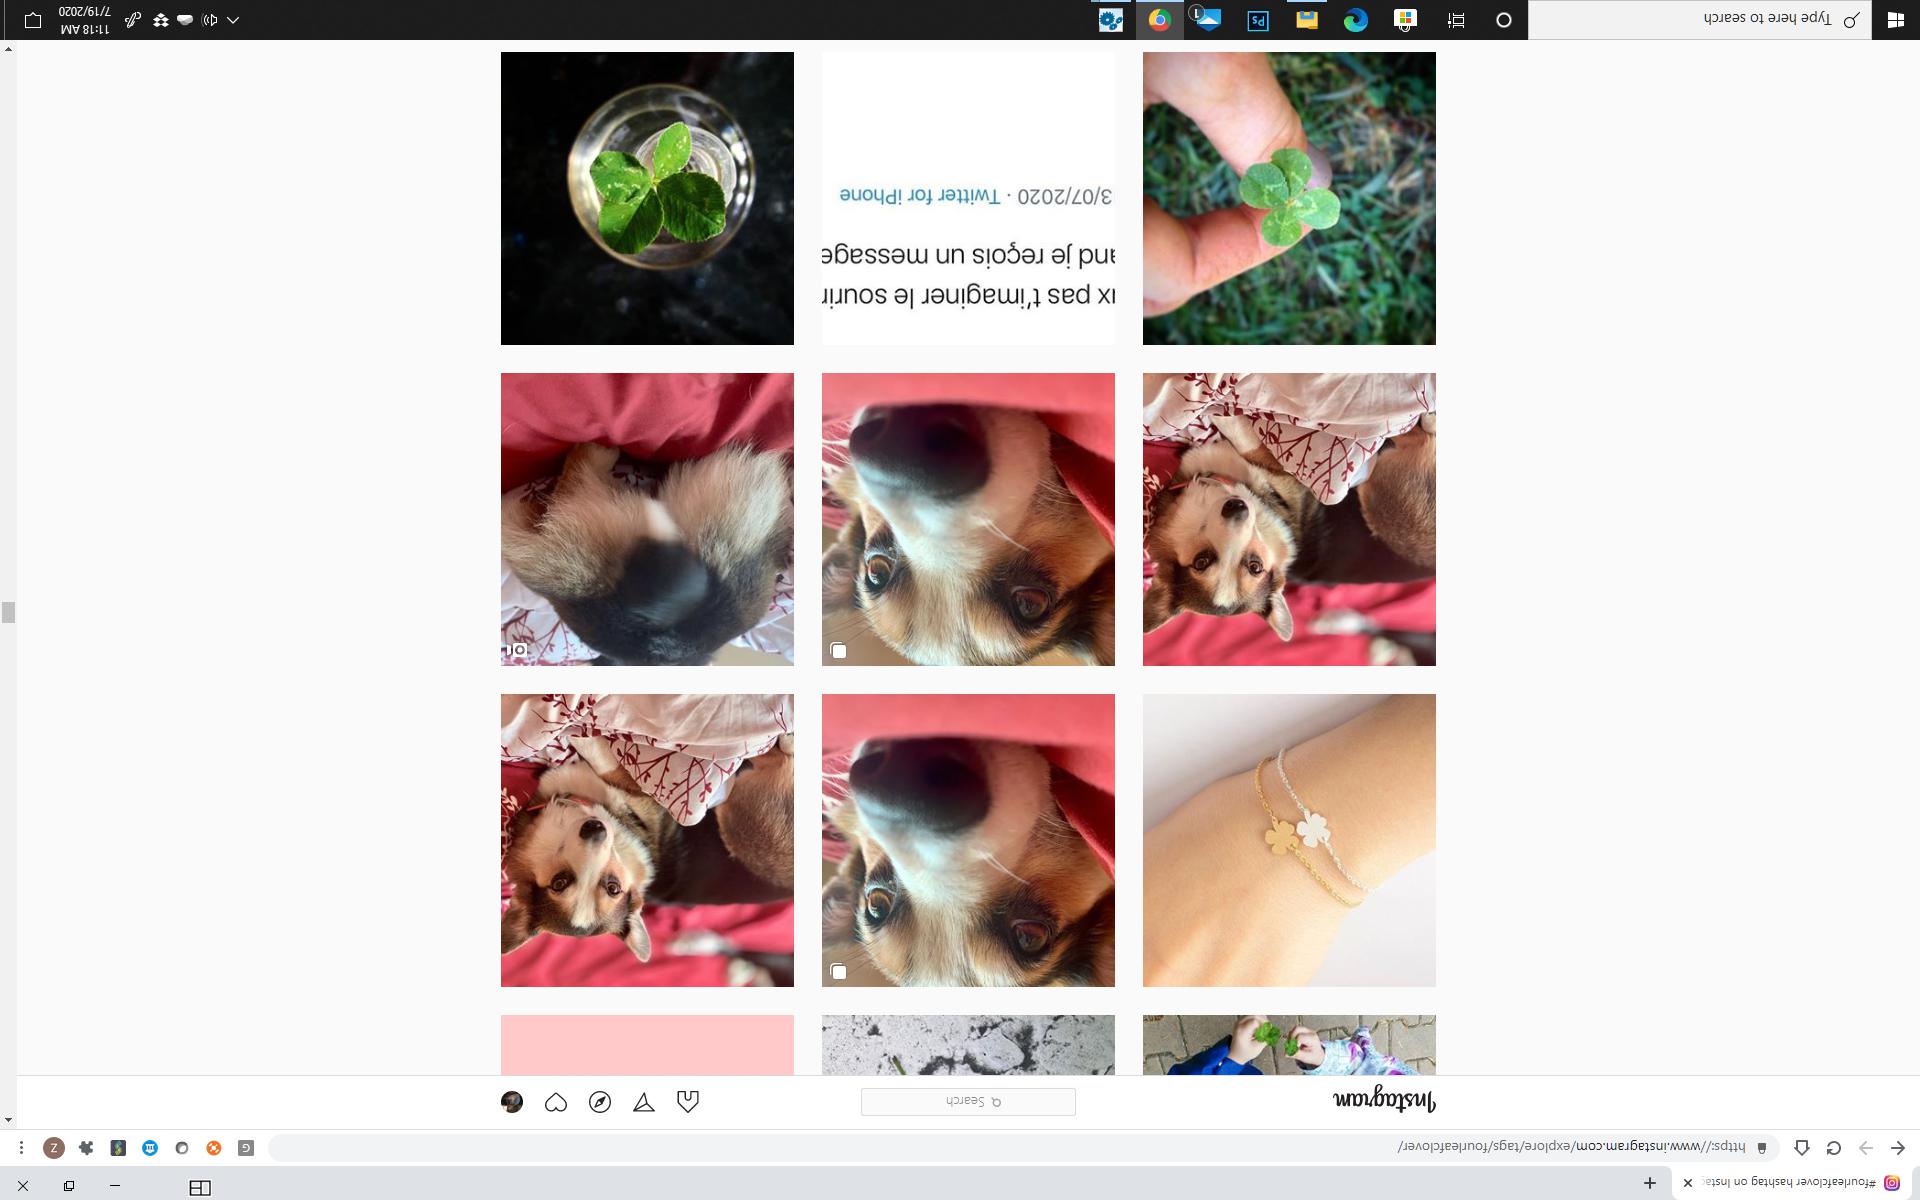 #fourleafclover hashtag on Insta
https://www.instagram.com/explore/tags/fourleafclover/
G
Z
Instagram
Search
x pas t'imaginer le sourir
and je reçois un message
3/07/2020 · Twitter for iPhone
Type here to search
Ps
1
11:18 AM
7/19/2020